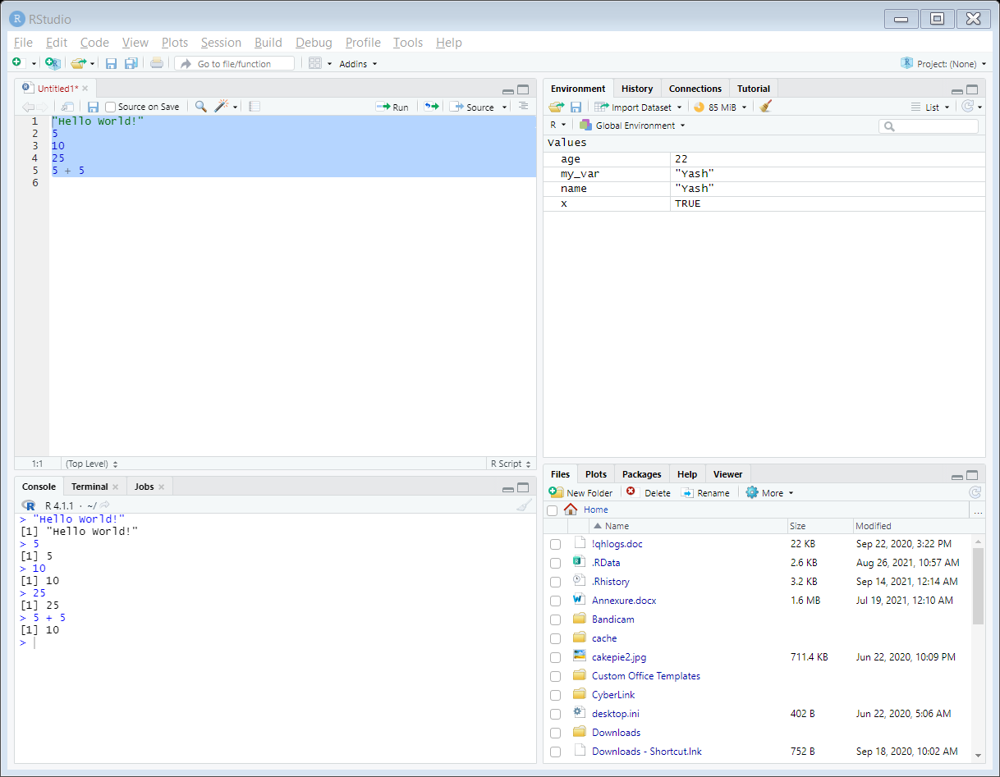 RStudio
File Edit Code View Plots Session Build Debug Profile Tools Help
Go to file/function Addins Project: (None)
Untitled1*
Source on Save Run Source
1 "Hello World!"
2 5
3 10
4 25
5 5 + 5
6
1:1 (Top Level) R Script
Console Terminal Jobs
R 4.1.1 · ~/
> "Hello World!"
[1] "Hello World!"
> 5
[1] 5
> 10
[1] 10
> 25
[1] 25
> 5 + 5
[1] 10
>
Environment History Connections Tutorial
Import Dataset 85 MiB List
R Global Environment
Values
age 22
my_var "Yash"
name "Yash"
x TRUE
Files Plots Packages Help Viewer
New Folder Delete Rename More
Home ...
Name Size Modified
!qhlogs.doc 22 KB Sep 22, 2020, 3:22 PM
.RData 2.6 KB Aug 26, 2021, 10:57 AM
.Rhistory 3.2 KB Sep 14, 2021, 12:14 AM
Annexure.docx 1.6 MB Jul 19, 2021, 12:10 AM
Bandicam
cache
cakepie2.jpg 711.4 KB Jun 22, 2020, 10:09 PM
Custom Office Templates
CyberLink
desktop.ini 402 B Jun 22, 2020, 5:06 AM
Downloads
Downloads - Shortcut.lnk 752 B Sep 18, 2020, 10:02 AM